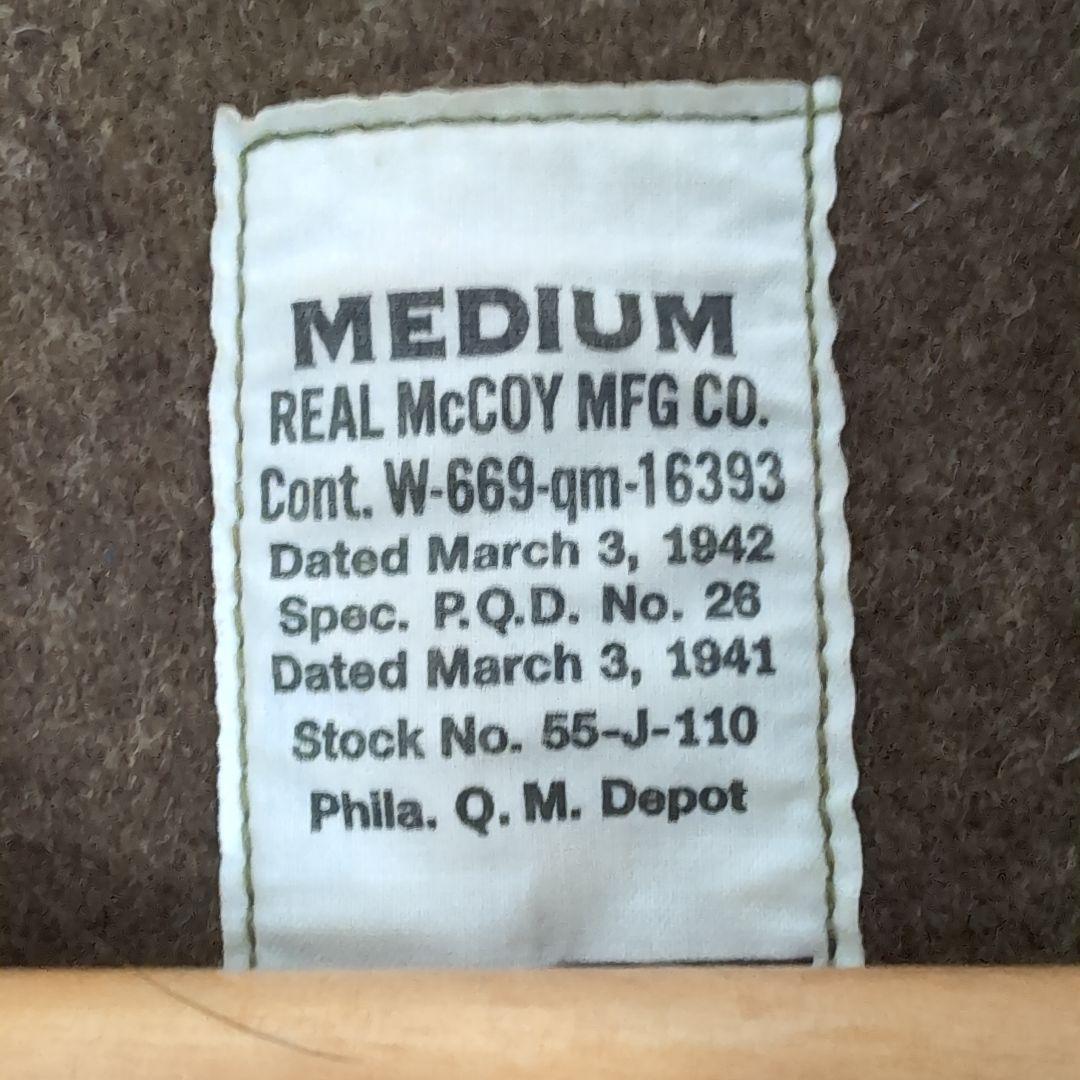 MEDIUM
REAL McCOY MFG CO.
Cont. W-669-qm-16393
Dated March 3, 1942
Spec. P.Q.D. No. 26
Dated March 3, 1941
Stock No. 55-J-110
Phila. Q. M. Depot